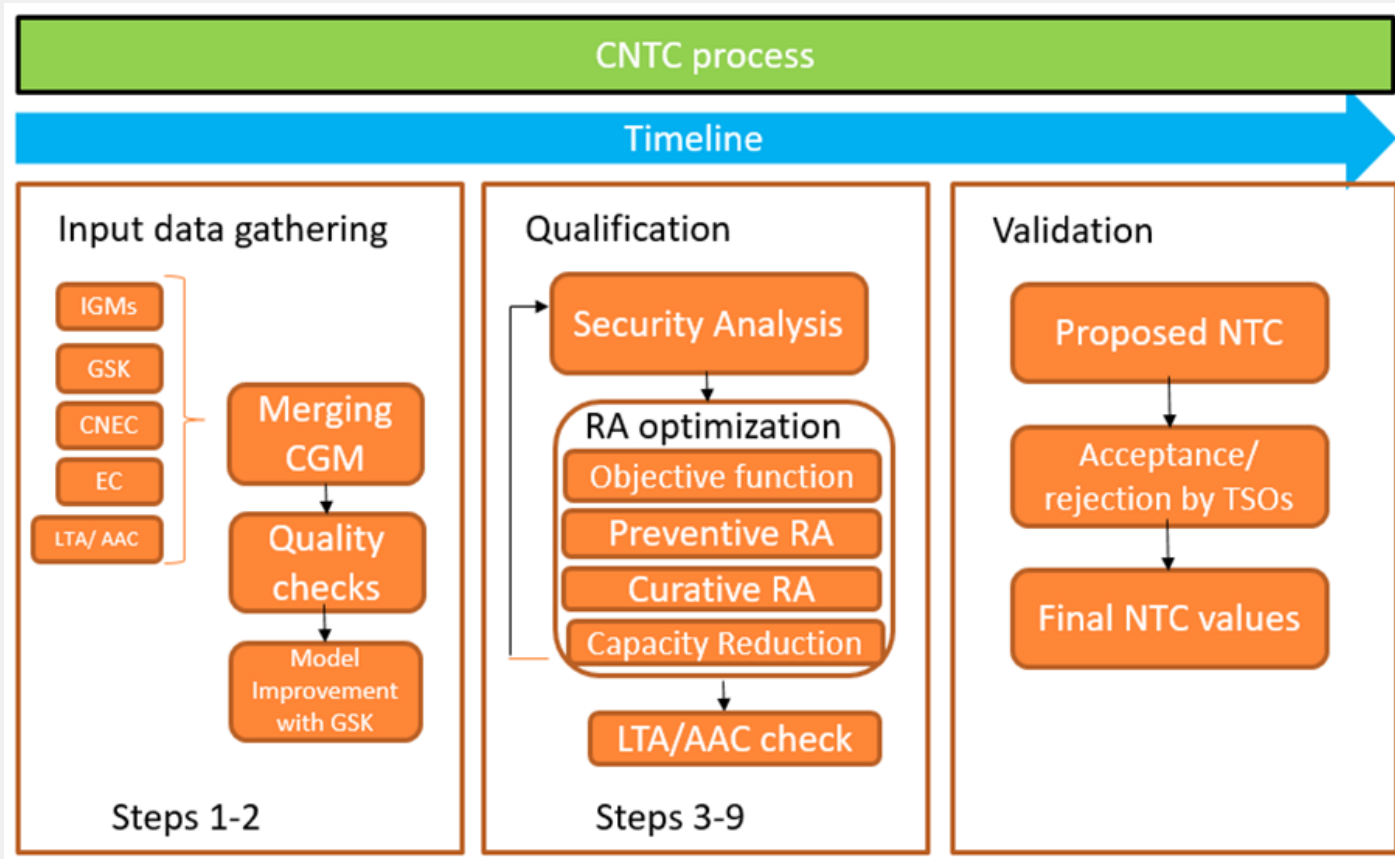 CNTC process
Timeline
Input data gathering
IGMs
GSK
CNEC
EC
LTA/ AAC
Merging
CGM
Quality
checks
Model
Improvement
with GSK
Steps 1-2
Qualification
Security Analysis
RA optimization
Objective function
Preventive RA
Curative RA
Capacity Reduction
LTA/AAC check
Steps 3-9
Validation
Proposed NTC
Acceptance/
rejection by TSOs
Final NTC values